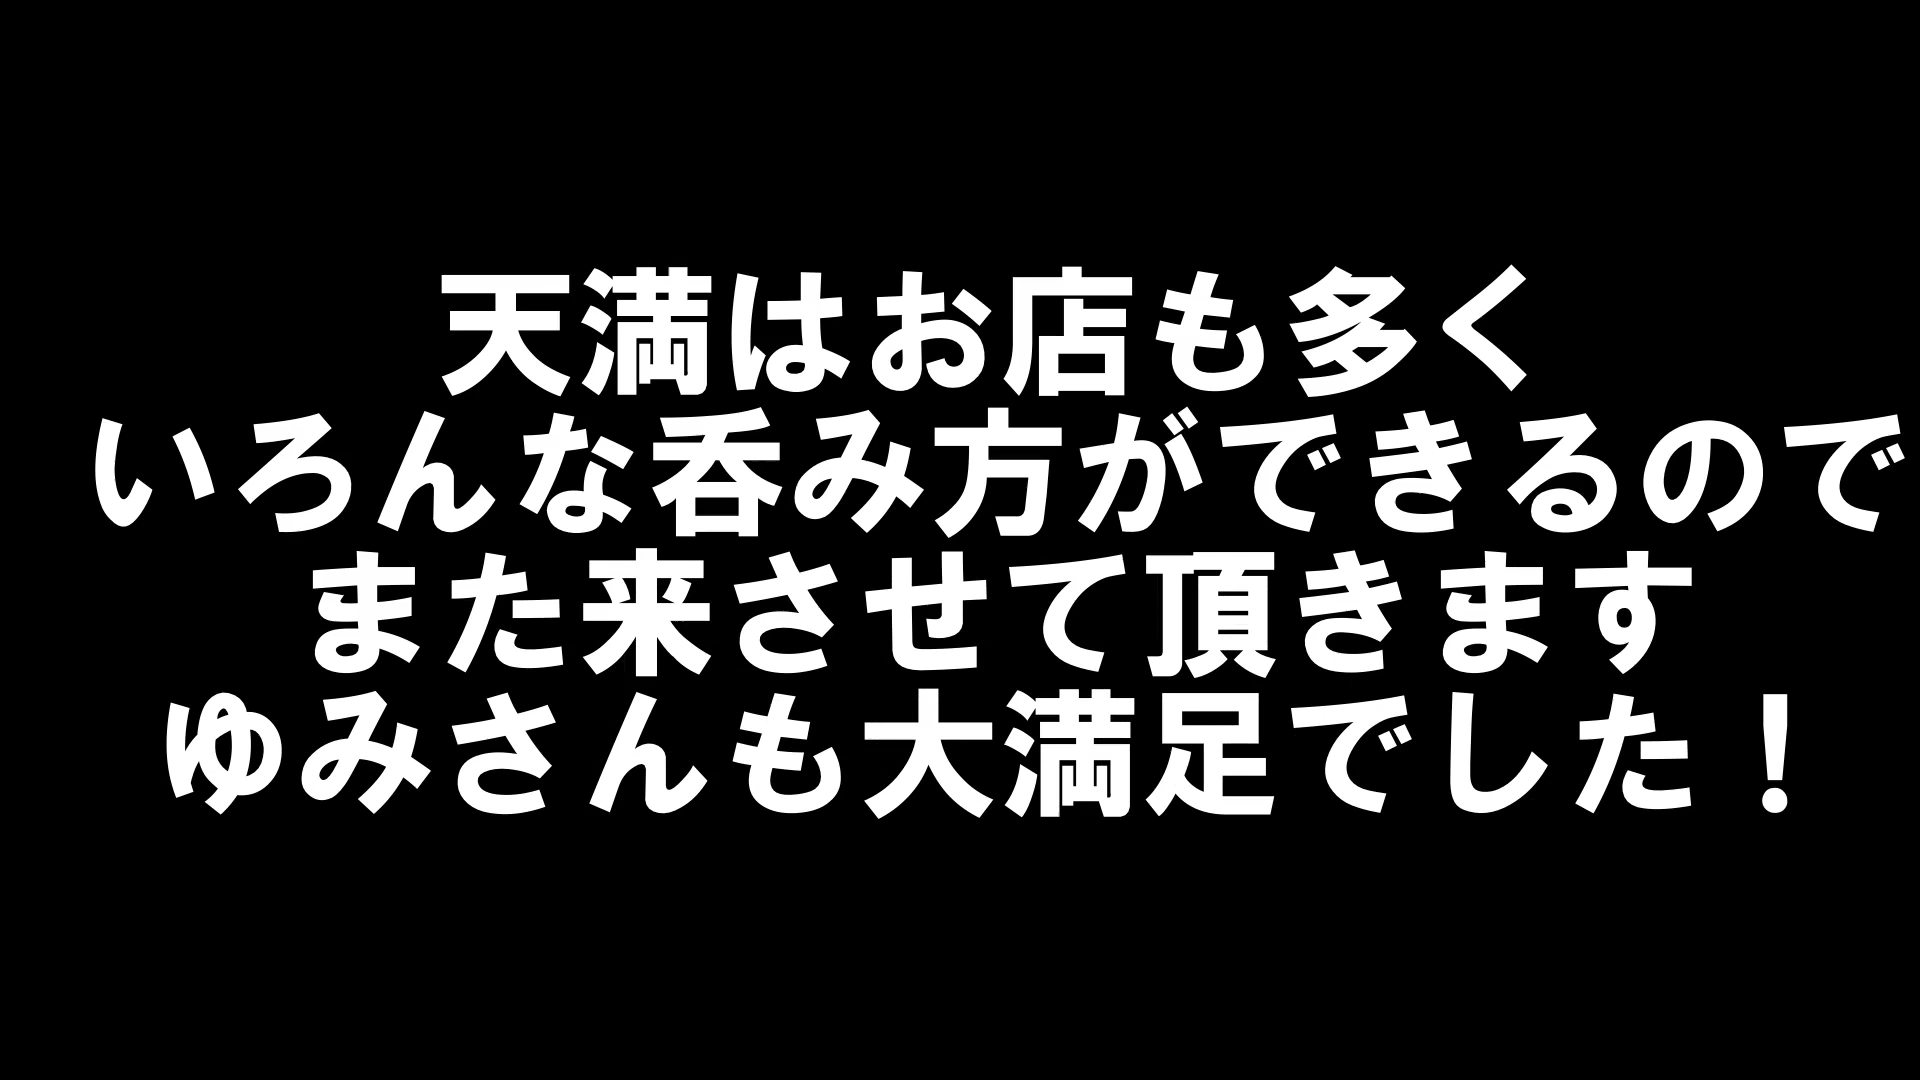 天満はお店も多く
いろんな呑み方ができるので
また来させて頂きます
ゆみさんも大満足でした！